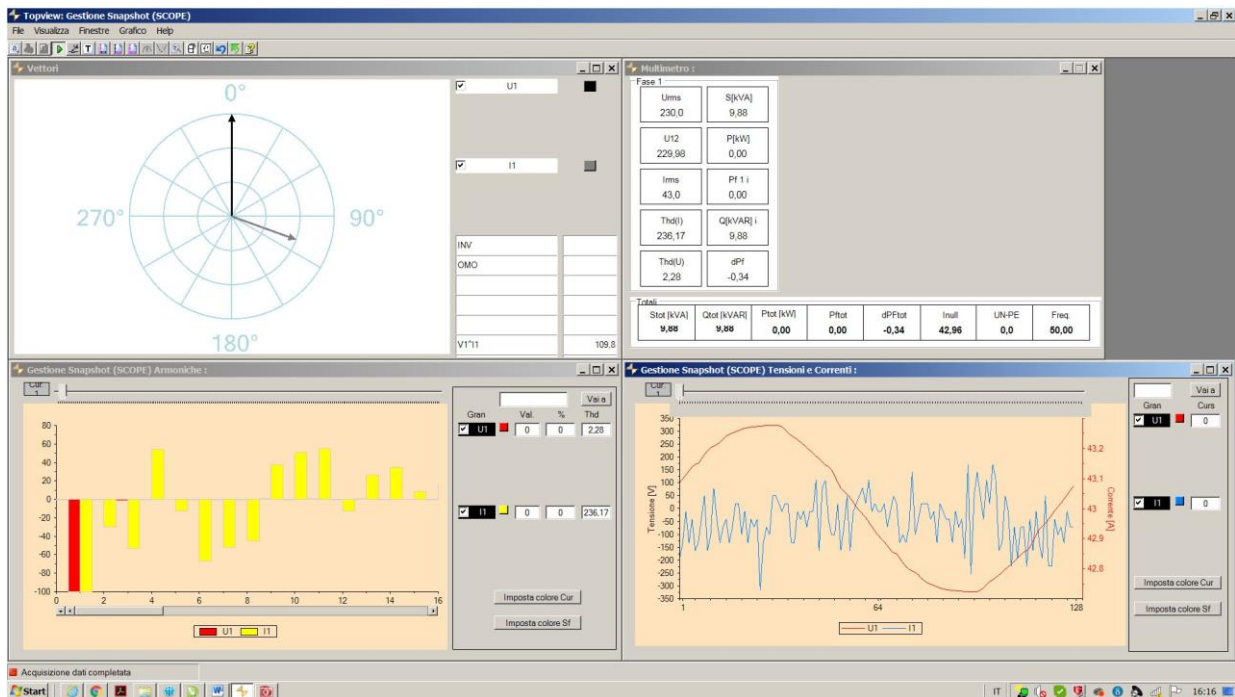 Topview: Gestione Snapshot (SCOPE)
File Visualizza Finestre Grafico Help
Vettori
0°
90°
180°
270°
U1
I1
INV
OMO
V1^I1 109,8
Multimetro :
Fase 1
Urms S[kVA]
230,0 9,88
U12 P[kW]
229,98 0,00
Irms Pf 1 i
43,0 0,00
Thd(I) Q[kVAR] i
236,17 9,88
Thd(U) dPf
2,28 -0,34
Totali
Stot [kVA] Qtot [kVAR] Ptot [kW] Pftot dPFtot Inull UN-PE Freq.
9,88 9,88 0,00 0,00 -0,34 42,96 0,0 50,00
Gestione Snapshot (SCOPE) Armoniche :
Cur 1
80
60
40
20
0
-20
-40
-60
-80
-100
0 2 4 6 8 10 12 14 16
U1 I1
Vai a
Gran Val. % Thd
U1 0 0 2,28
I1 0 0 236,17
Imposta colore Cur
Imposta colore Sf
Gestione Snapshot (SCOPE) Tensioni e Correnti :
Cur 1
Tensione [V]
350
300
250
200
150
100
50
0
-50
-100
-150
-200
-250
-300
-350
1 64 128
43,2
43,1
43
42,9
42,8
Corrente [A]
U1 I1
Vai a
Gran Curs
U1 0
I1 0
Imposta colore Cur
Imposta colore Sf
Acquisizione dati completata
Start IT 16:16